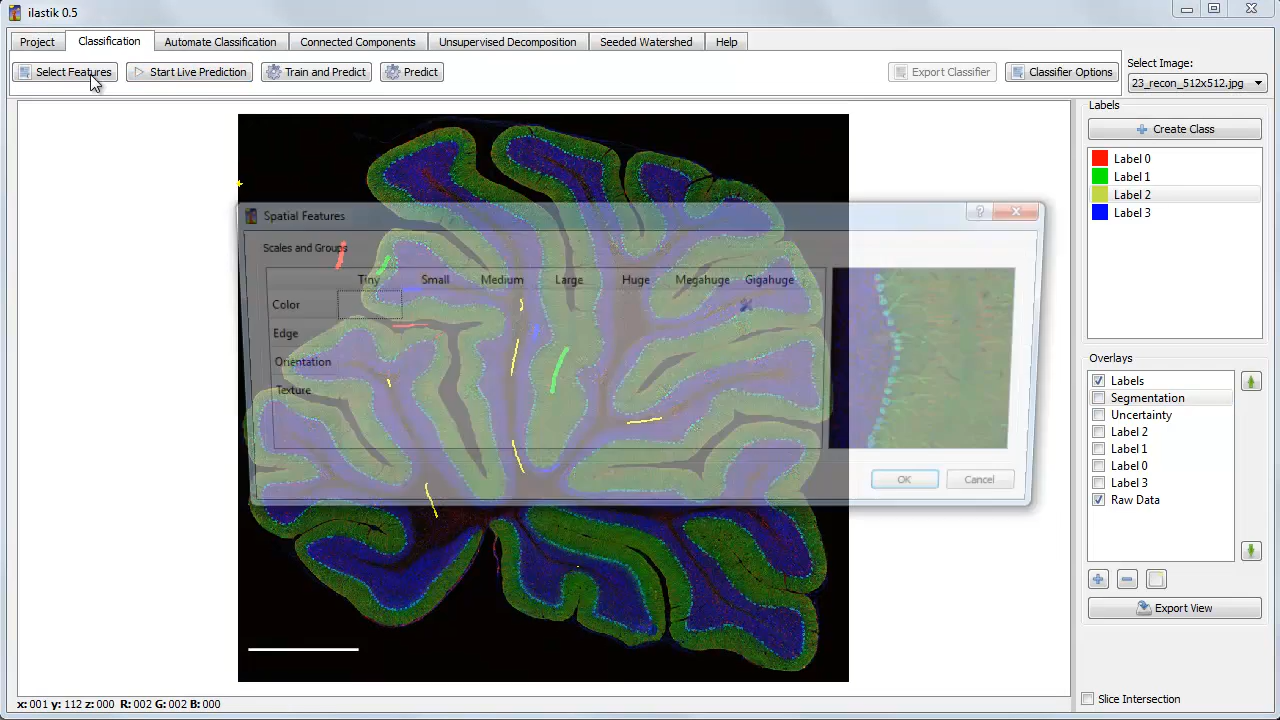 ilastik 0.5
Project Classification Automate Classification Connected Components Unsupervised Decomposition Seeded Watershed Help
Select Features Start Live Prediction Train and Predict Predict Export Classifier Classifier Options
Select Image:
23_recon_512x512.jpg
Labels
Create Class
Label 0
Label 1
Label 2
Label 3
Spatial Features
Scales and Groups
Tiny Small Medium Large Huge Megahuge Gigahuge
Color
Edge
Orientation
Texture
OK Cancel
Overlays
Labels
Segmentation
Uncertainty
Label 2
Label 1
Label 0
Label 3
Raw Data
Export View
Slice Intersection
x: 001 y: 112 z: 000 R: 002 G: 002 B: 000